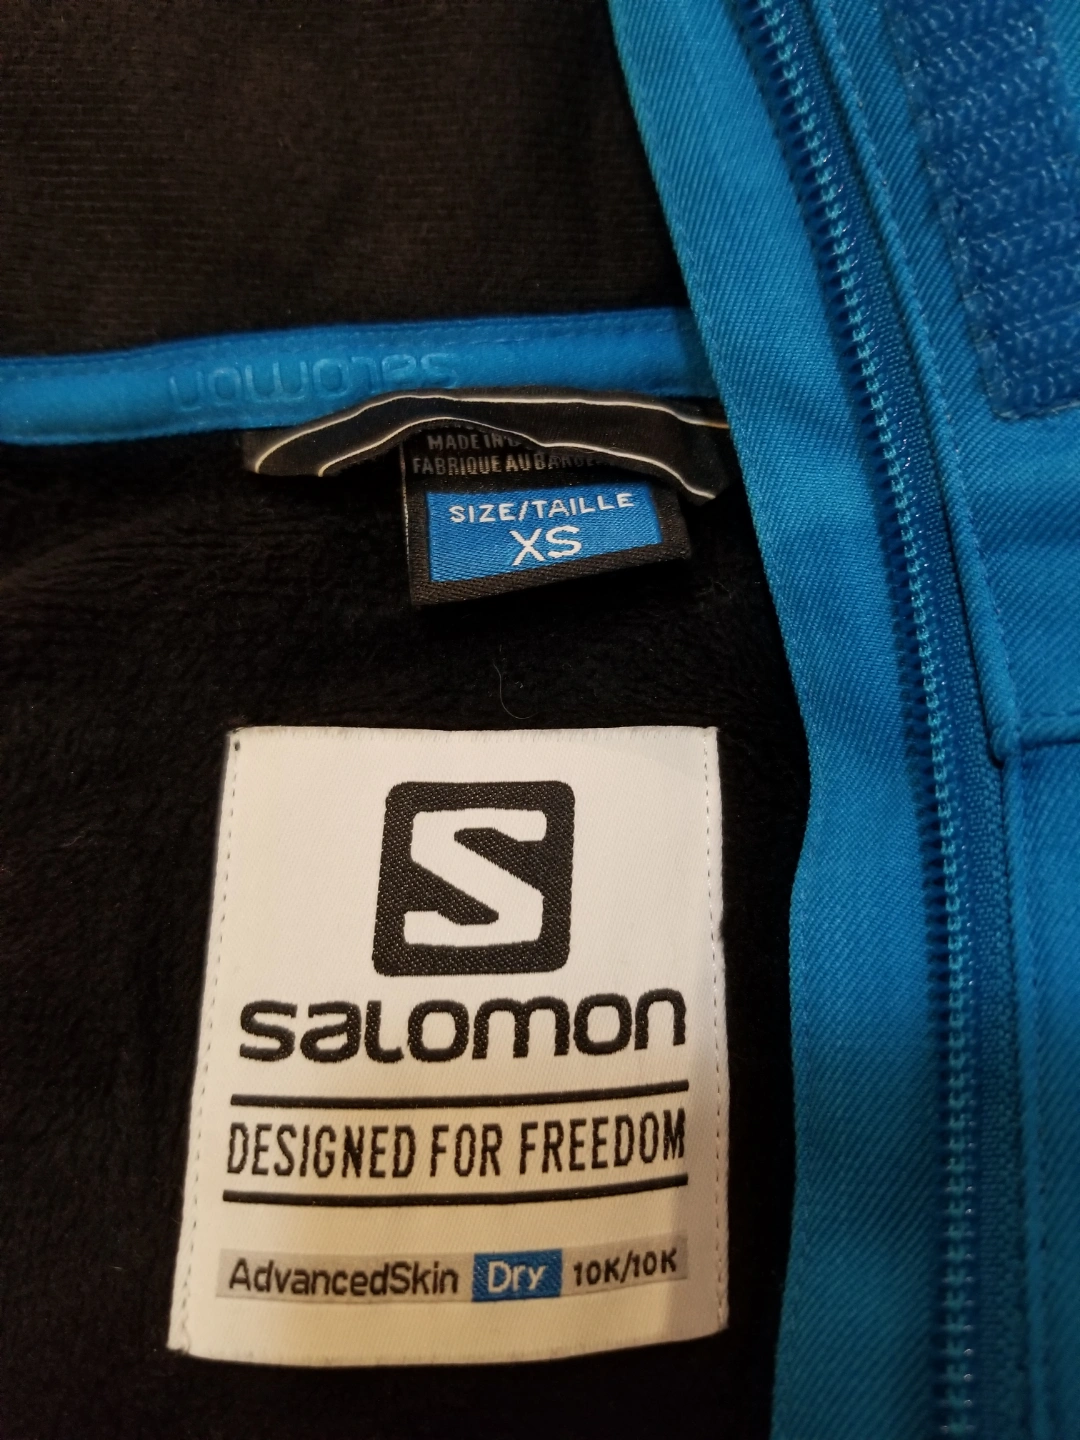 salomon
MADE IN
FABRIQUE AU
SIZE/TAILLE
XS
S
salomon
DESIGNED FOR FREEDOM
AdvancedSkin Dry 10K/10K